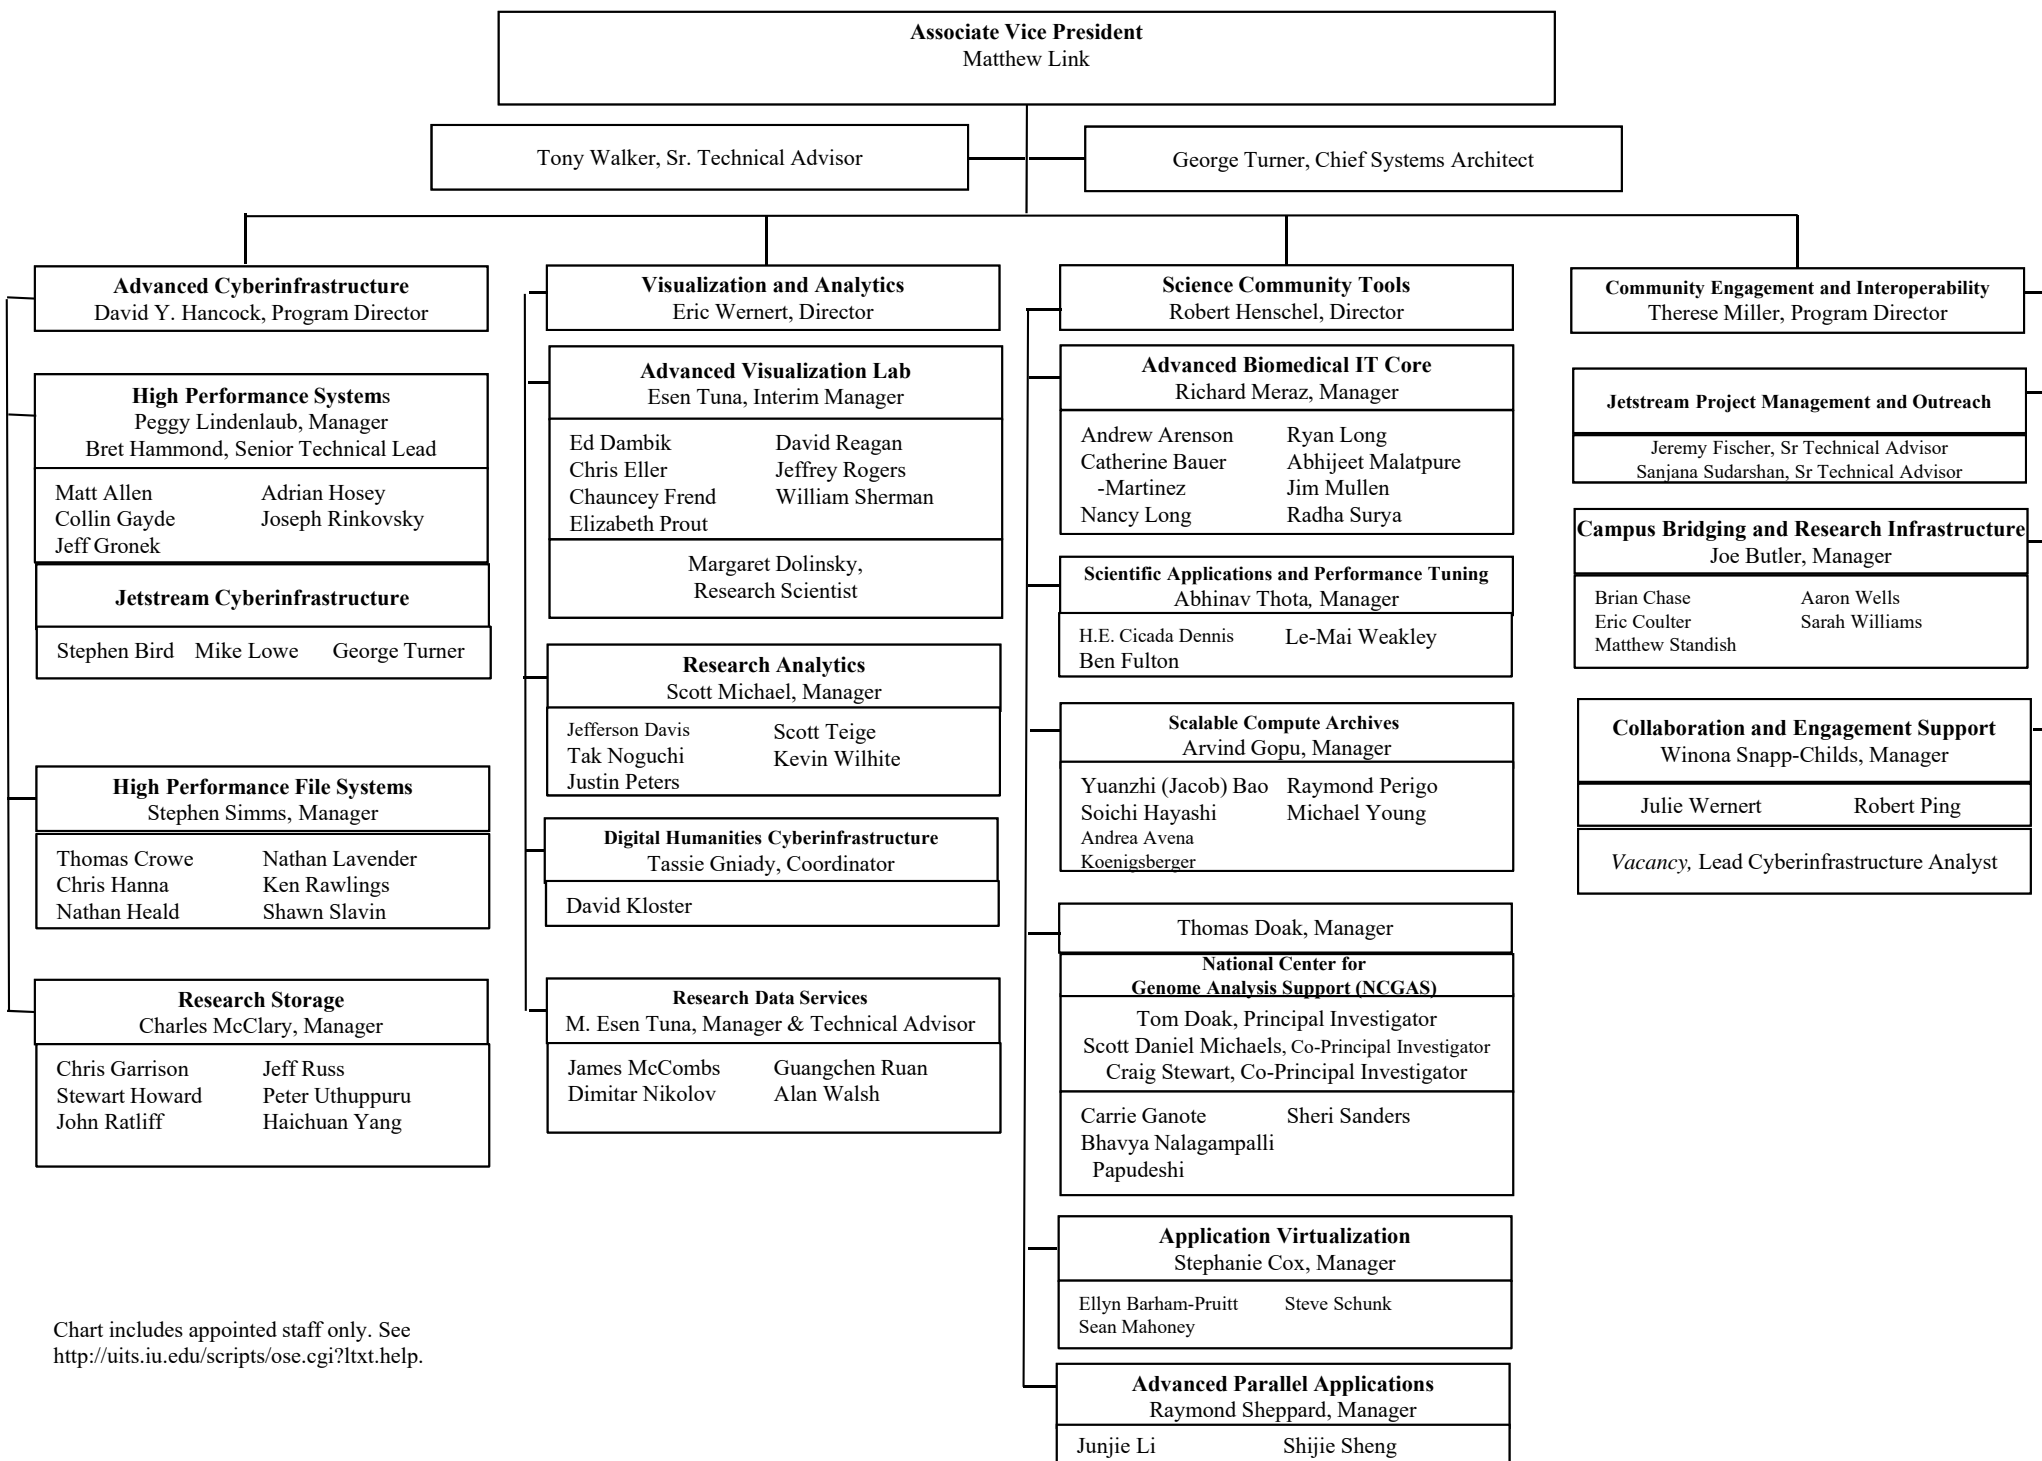 Associate Vice President
Matthew Link
Tony Walker, Sr. Technical Advisor
George Turner, Chief Systems Architect
Advanced Cyberinfrastructure
David Y. Hancock, Program Director
High Performance Systems
Peggy Lindenlaub, Manager
Bret Hammond, Senior Technical Lead
Matt Allen
Collin Gayde
Jeff Gronek
Adrian Hosey
Joseph Rinkovsky
Jetstream Cyberinfrastructure
Stephen Bird Mike Lowe George Turner
High Performance File Systems
Stephen Simms, Manager
Thomas Crowe
Chris Hanna
Nathan Heald
Nathan Lavender
Ken Rawlings
Shawn Slavin
Research Storage
Charles McClary, Manager
Chris Garrison
Stewart Howard
John Ratliff
Jeff Russ
Peter Uthuppuru
Haichuan Yang
Chart includes appointed staff only. See
http://uits.iu.edu/scripts/ose.cgi?ltxt.help.
Visualization and Analytics
Eric Wernert, Director
Advanced Visualization Lab
Esen Tuna, Interim Manager
Ed Dambik
Chris Eller
Chauncey Frend
Elizabeth Prout
David Reagan
Jeffrey Rogers
William Sherman
Margaret Dolinsky,
Research Scientist
Research Analytics
Scott Michael, Manager
Jefferson Davis
Tak Noguchi
Justin Peters
Scott Teige
Kevin Wilhite
Digital Humanities Cyberinfrastructure
Tassie Gniady, Coordinator
David Kloster
Research Data Services
M. Esen Tuna, Manager & Technical Advisor
James McCombs
Dimitar Nikolov
Guangchen Ruan
Alan Walsh
Science Community Tools
Robert Henschel, Director
Advanced Biomedical IT Core
Richard Meraz, Manager
Andrew Arenson
Catherine Bauer
-Martinez
Nancy Long
Ryan Long
Abhijeet Malatpure
Jim Mullen
Radha Surya
Scientific Applications and Performance Tuning
Abhinav Thota, Manager
H.E. Cicada Dennis
Ben Fulton
Le-Mai Weakley
Scalable Compute Archives
Arvind Gopu, Manager
Yuanzhi (Jacob) Bao
Soichi Hayashi
Andrea Avena
Koenigsberger
Raymond Perigo
Michael Young
Thomas Doak, Manager
National Center for
Genome Analysis Support (NCGAS)
Tom Doak, Principal Investigator
Scott Daniel Michaels, Co-Principal Investigator
Craig Stewart, Co-Principal Investigator
Carrie Ganote
Bhavya Nalagampalli
Papudeshi
Sheri Sanders
Application Virtualization
Stephanie Cox, Manager
Ellyn Barham-Pruitt
Sean Mahoney
Steve Schunk
Advanced Parallel Applications
Raymond Sheppard, Manager
Junjie Li
Shijie Sheng
Community Engagement and Interoperability
Therese Miller, Program Director
Jetstream Project Management and Outreach
Jeremy Fischer, Sr Technical Advisor
Sanjana Sudarshan, Sr Technical Advisor
Campus Bridging and Research Infrastructure
Joe Butler, Manager
Brian Chase
Eric Coulter
Matthew Standish
Aaron Wells
Sarah Williams
Collaboration and Engagement Support
Winona Snapp-Childs, Manager
Julie Wernert
Robert Ping
Vacancy, Lead Cyberinfrastructure Analyst